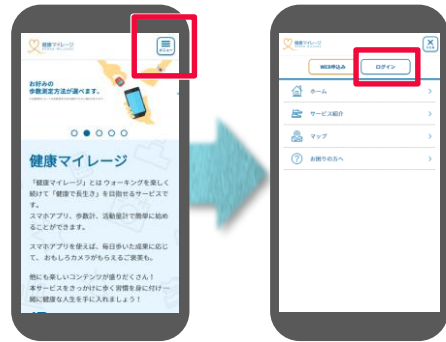 健康マイレージ
メニュー
お好みの
歩数測定方法が選べます。
健康マイレージ
「健康マイレージ」とはウォーキングを楽しく
続けて「健康で長生き」を目指せるサービスで
す。
スマホアプリ、歩数計、活動量計で簡単に始め
ることができます。
スマホアプリを使えば、毎日歩いた成果に応じ
て、おもしろカメラがもらえるご褒美も。
他にも楽しいコンテンツが盛りだくさん！
本サービスをきっかけに歩く習慣を身に付け一
緒に健康な人生を手に入れましょう！
健康マイレージ
WEB申込み
ログイン
ホーム
サービス紹介
マップ
お困りの方へ